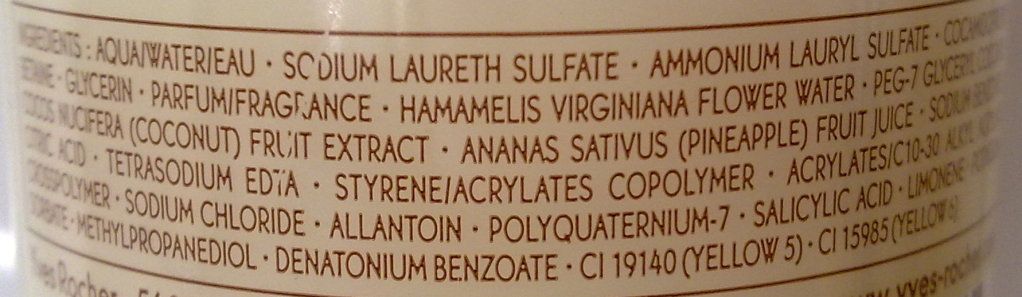 INGREDIENTS : AQUA/WATER/EAU · SODIUM LAURETH SULFATE · AMMONIUM LAURYL SULFATE ·
BETAINE · GLYCERIN · PARFUM/FRAGRANCE · HAMAMELIS VIRGINIANA FLOWER WATER · PEG-7 GLYCERYL
COCOS NUCIFERA (COCONUT) FRUIT EXTRACT · ANANAS SATIVUS (PINEAPPLE) FRUIT JUICE · SODIUM
CITRIC ACID · TETRASODIUM EDTA · STYRENE/ACRYLATES COPOLYMER · ACRYLATES/C10-30 ALKYL
CROSSPOLYMER · SODIUM CHLORIDE · ALLANTOIN · POLYQUATERNIUM-7 · SALICYLIC ACID · LIMONENE ·
SORBATE · METHYLPROPANEDIOL · DENATONIUM BENZOATE · CI 19140 (YELLOW 5) · CI 15985 (YELLOW 6)
Yves Rocher